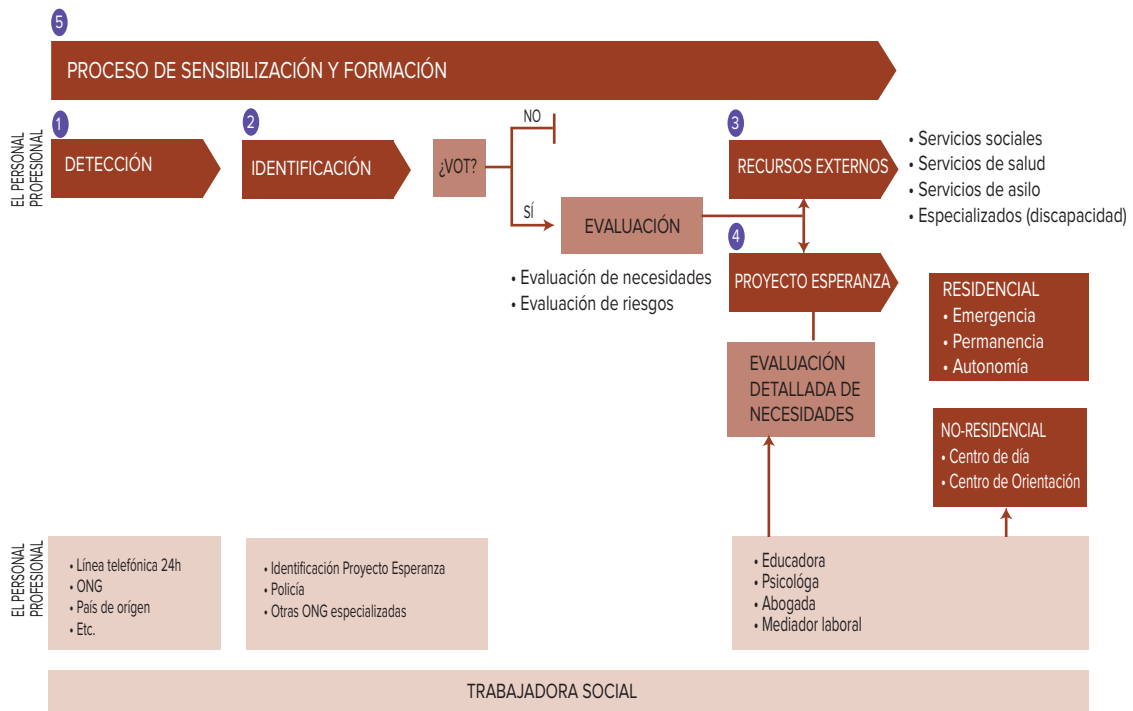 5
PROCESO DE SENSIBILIZACIÓN Y FORMACIÓN
EL PERSONAL
PROFESIONAL
1
DETECCIÓN
2
IDENTIFICACIÓN
¿VOT?
NO
SÍ
EVALUACIÓN
• Evaluación de necesidades
• Evaluación de riesgos
3
RECURSOS EXTERNOS
• Servicios sociales
• Servicios de salud
• Servicios de asilo
• Especializados (discapacidad)
4
PROYECTO ESPERANZA
EVALUACIÓN
DETALLADA DE
NECESIDADES
RESIDENCIAL
• Emergencia
• Permanencia
• Autonomía
NO-RESIDENCIAL
• Centro de día
• Centro de Orientación
EL PERSONAL
PROFESIONAL
• Línea telefónica 24h
• ONG
• País de orígen
• Etc.
• Identificación Proyecto Esperanza
• Policía
• Otras ONG especializadas
• Educadora
• Psicológa
• Abogada
• Mediador laboral
TRABAJADORA SOCIAL